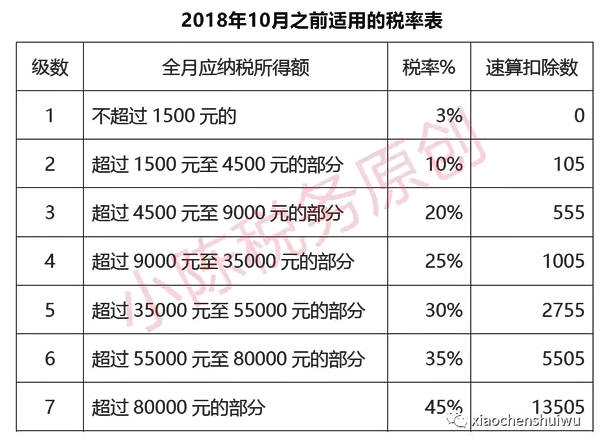 2018年10月之前适用的税率表
级数 全月应纳税所得额 税率% 速算扣除数
1 不超过 1500 元的 3% 0
2 超过 1500 元至 4500 元的部分 10% 105
3 超过 4500 元至 9000 元的部分 20% 555
4 超过 9000 元至 35000 元的部分 25% 1005
5 超过 35000 元至 55000 元的部分 30% 2755
6 超过 55000 元至 80000 元的部分 35% 5505
7 超过 80000 元的部分 45% 13505
小陈税务原创
xiaochenshuiwu